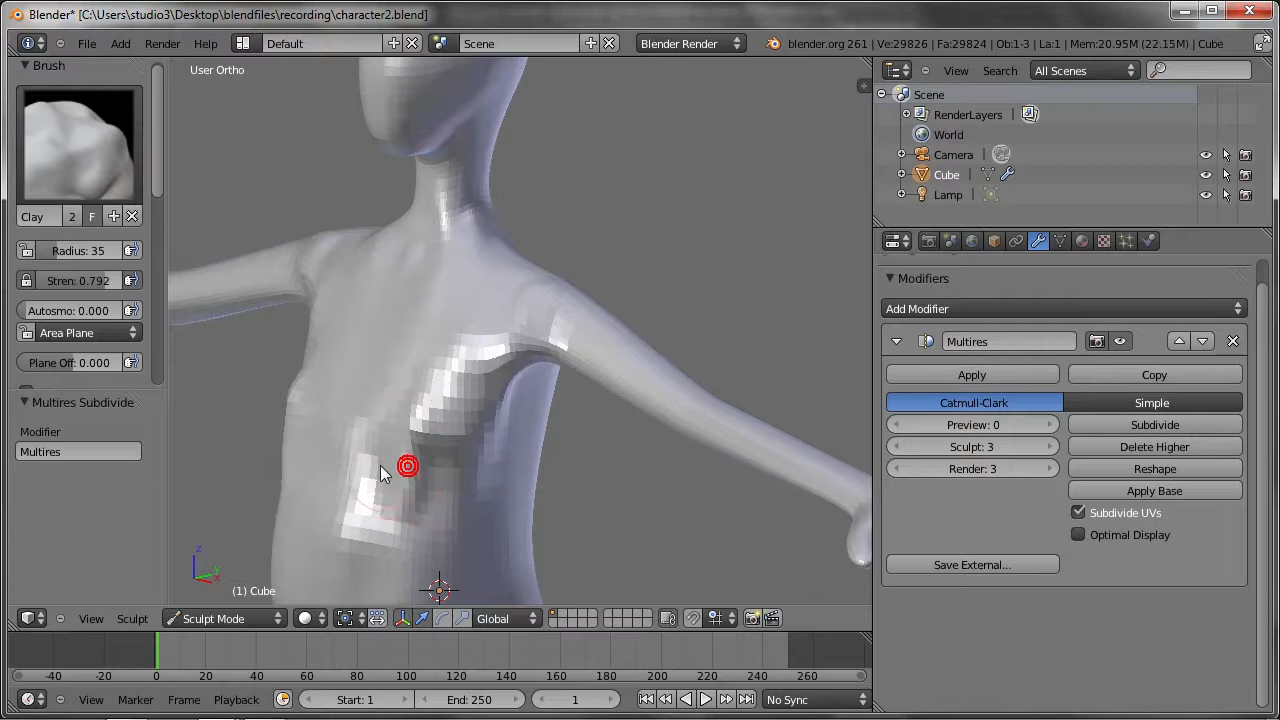 Blender* [C:\Users\studio3\Desktop\blendfiles\recording\character2.blend]
File Add Render Help Default Scene Blender Render blender.org 261 | Ve:29826 | Fa:29824 | Ob:1-3 | La:1 | Mem:20.95M (22.15M) | Cube
Brush
Clay 2 F
Radius: 35
Stren: 0.792
Autosmo: 0.000
Area Plane
Plane Off: 0.000
Multires Subdivide
Modifier
Multires
User Ortho
z
y
x
(1) Cube
View Sculpt Sculpt Mode Global
-40 -20 0 20 40 60 80 100 120 140 160 180 200 220 240 260
View Marker Frame Playback Start: 1 End: 250 1 No Sync
View Search All Scenes
Scene
RenderLayers |
World
Camera |
Cube |
Lamp |
Modifiers
Add Modifier
Multires
Apply Copy
Catmull-Clark Simple
Preview: 0 Subdivide
Sculpt: 3 Delete Higher
Render: 3 Reshape
Apply Base
Subdivide UVs
Optimal Display
Save External...